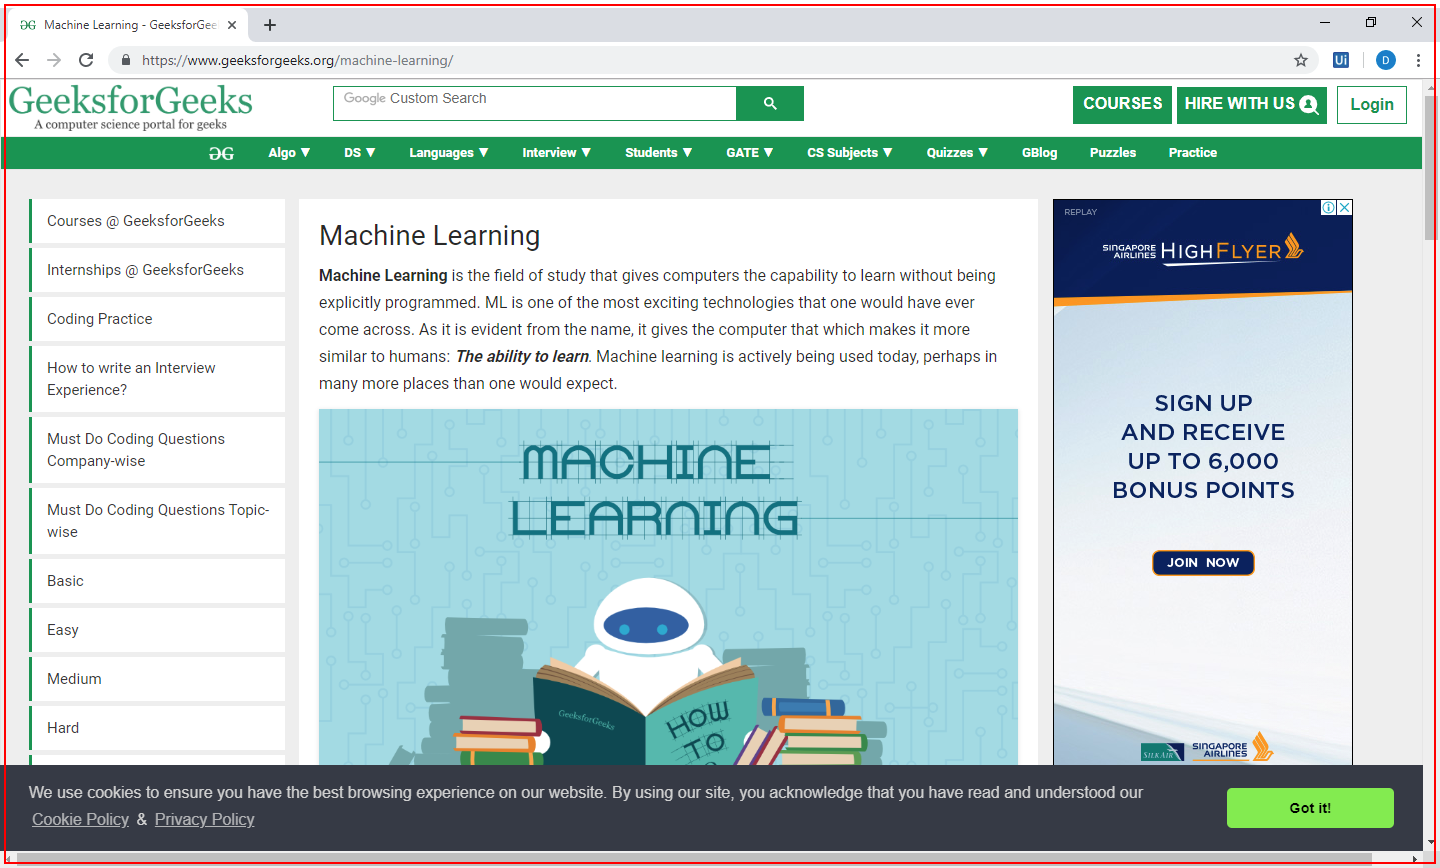 GG Machine Learning - GeeksforGee
https://www.geeksforgeeks.org/machine-learning/
Ui
D
GeeksforGeeks
A computer science portal for geeks
Google Custom Search
COURSES
HIRE WITH US
Login
GG
Algo ▼
DS ▼
Languages ▼
Interview ▼
Students ▼
GATE ▼
CS Subjects ▼
Quizzes ▼
GBlog
Puzzles
Practice
Courses @ GeeksforGeeks
Internships @ GeeksforGeeks
Coding Practice
How to write an Interview
Experience?
Must Do Coding Questions
Company-wise
Must Do Coding Questions Topic-
wise
Basic
Easy
Medium
Hard
Machine Learning
Machine Learning is the field of study that gives computers the capability to learn without being
explicitly programmed. ML is one of the most exciting technologies that one would have ever
come across. As it is evident from the name, it gives the computer that which makes it more
similar to humans: The ability to learn. Machine learning is actively being used today, perhaps in
many more places than one would expect.
MACHINE
LEARNING
GeeksforGeeks
HOW
TO
REPLAY
SINGAPORE
AIRLINES
HIGHFLYER
SIGN UP
AND RECEIVE
UP TO 6,000
BONUS POINTS
JOIN NOW
SILKAIR
SINGAPORE
AIRLINES
We use cookies to ensure you have the best browsing experience on our website. By using our site, you acknowledge that you have read and understood our
Cookie Policy & Privacy Policy
Got it!